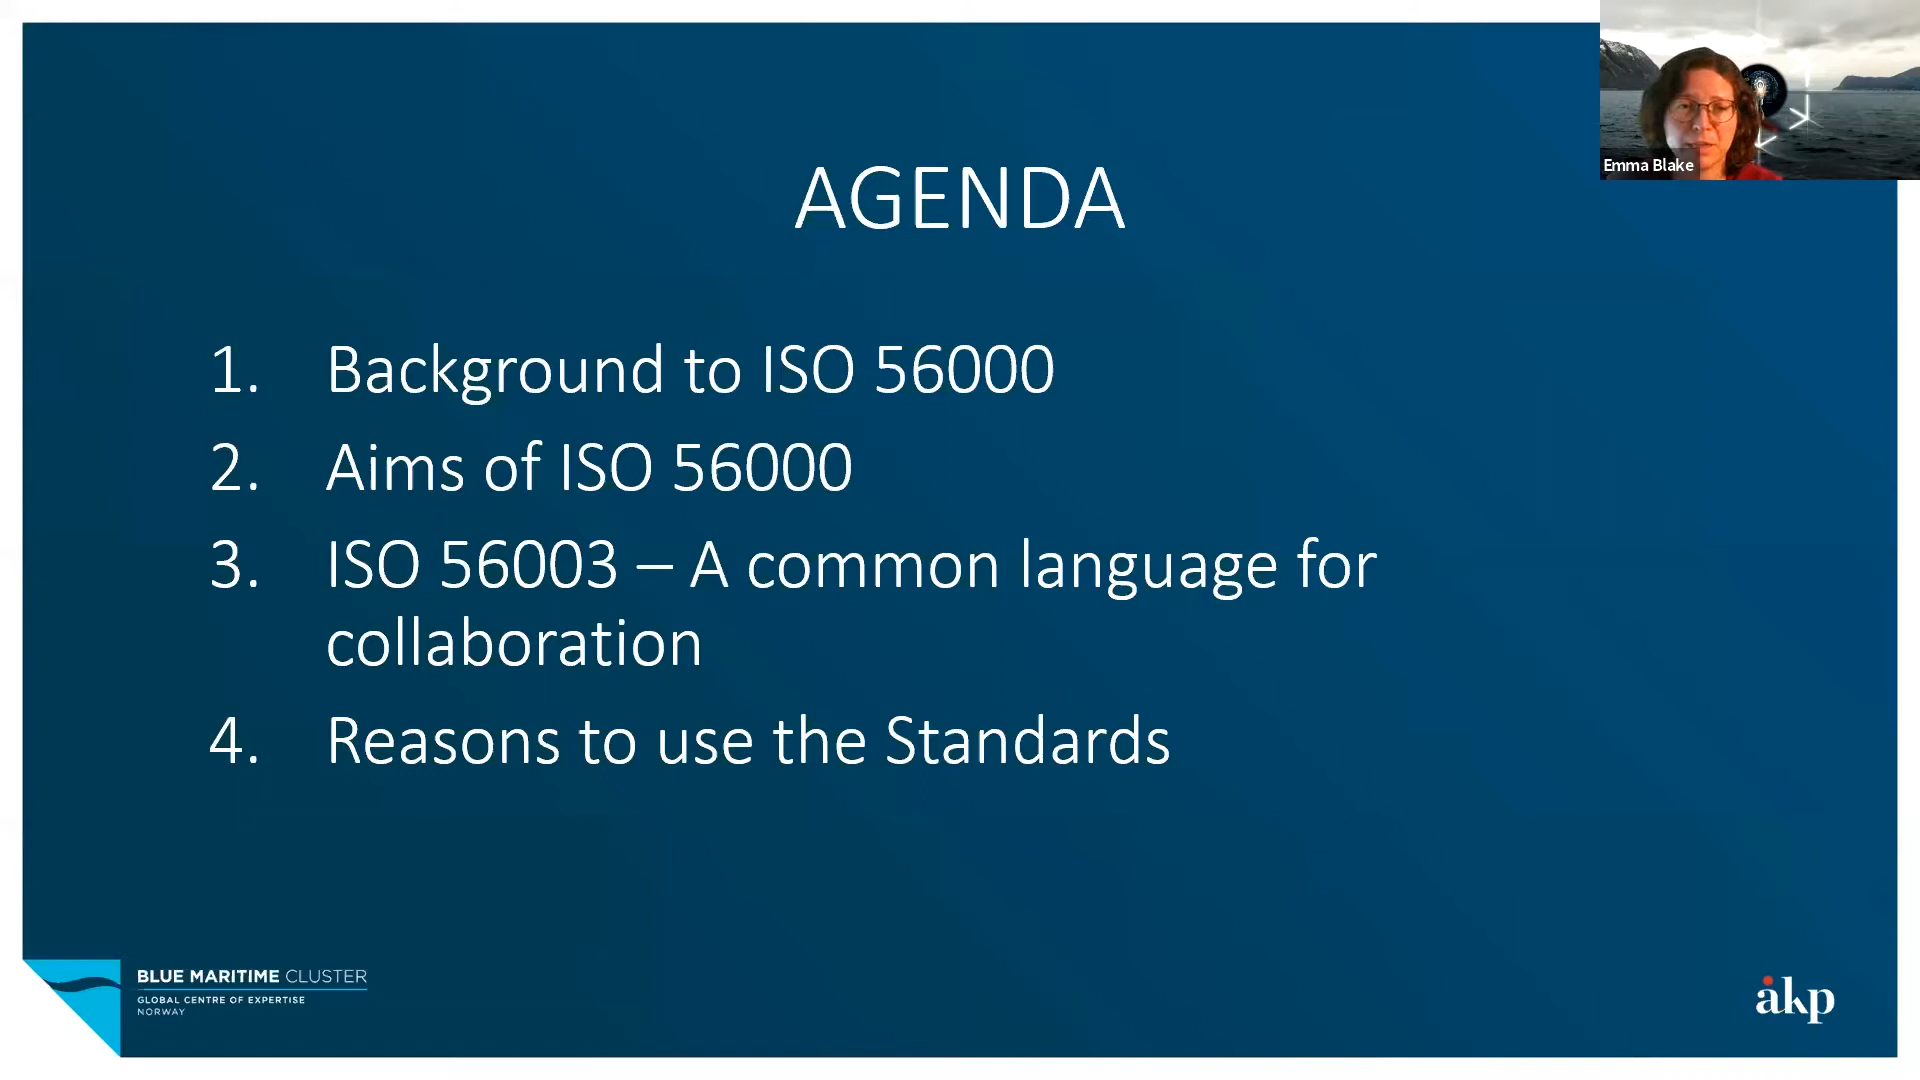 Emma Blake
AGENDA
1. Background to ISO 56000
2. Aims of ISO 56000
3. ISO 56003 – A common language for
collaboration
4. Reasons to use the Standards
BLUE MARITIME CLUSTER
GLOBAL CENTRE OF EXPERTISE
NORWAY
åkp